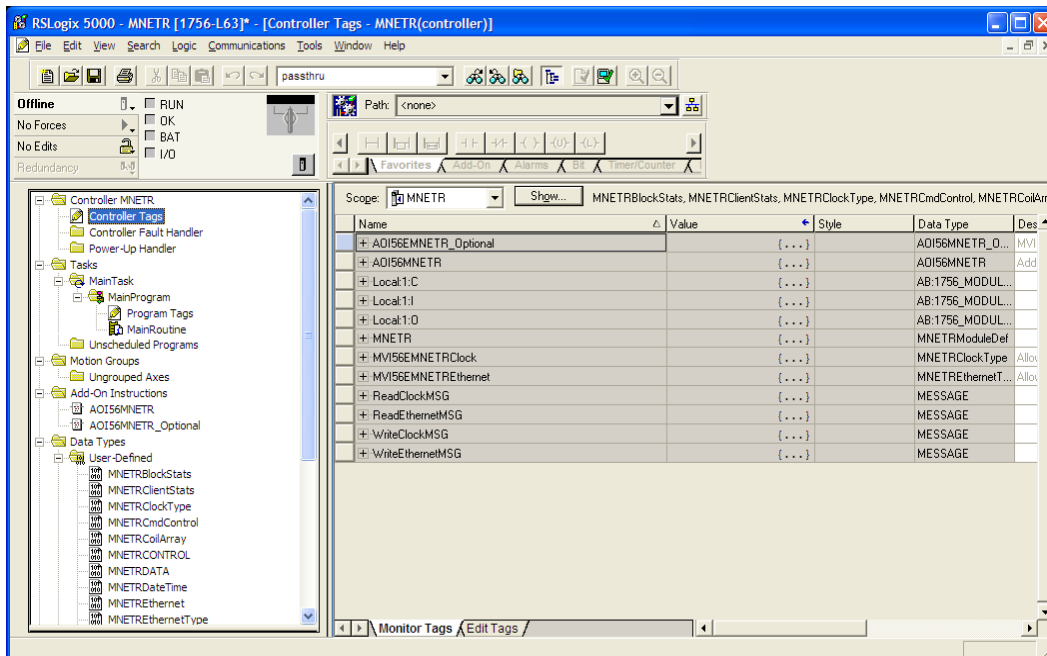 RSLogix 5000 - MNETR [1756-L63]* - [Controller Tags - MNETR(controller)]
File Edit View Search Logic Communications Tools Window Help
passthru
Offline
RUN
No Forces
OK
No Edits
BAT
Redundancy
I/O
Path: <none>
Favorites Add-On Alarms Bit Timer/Counter
Controller MNETR
Controller Tags
Controller Fault Handler
Power-Up Handler
Tasks
MainTask
MainProgram
Program Tags
MainRoutine
Unscheduled Programs
Motion Groups
Ungrouped Axes
Add-On Instructions
AOI56MNETR
AOI56MNETR_Optional
Data Types
User-Defined
MNETRBlockStats
MNETRClientStats
MNETRClockType
MNETRCmdControl
MNETRCoilArray
MNETRCONTROL
MNETRDATA
MNETRDateTime
MNETREthernet
MNETREthernetType
Scope: MNETR Show... MNETRBlockStats, MNETRClientStats, MNETRClockType, MNETRCmdControl, MNETRCoilArr
Name Value Style Data Type Des
AOI56EMNETR_Optional {...} AOI56MNETR_O... MVI
AOI56MNETR {...} AOI56MNETR Add
Local:1:C {...} AB:1756_MODUL...
Local:1:I {...} AB:1756_MODUL...
Local:1:O {...} AB:1756_MODUL...
MNETR {...} MNETRModuleDef
MVI56EMNETRClock {...} MNETRClockType Allov
MVI56EMNETREthernet {...} MNETREthernetT... Allov
ReadClockMSG {...} MESSAGE
ReadEthernetMSG {...} MESSAGE
WriteClockMSG {...} MESSAGE
WriteEthernetMSG {...} MESSAGE
Monitor Tags Edit Tags